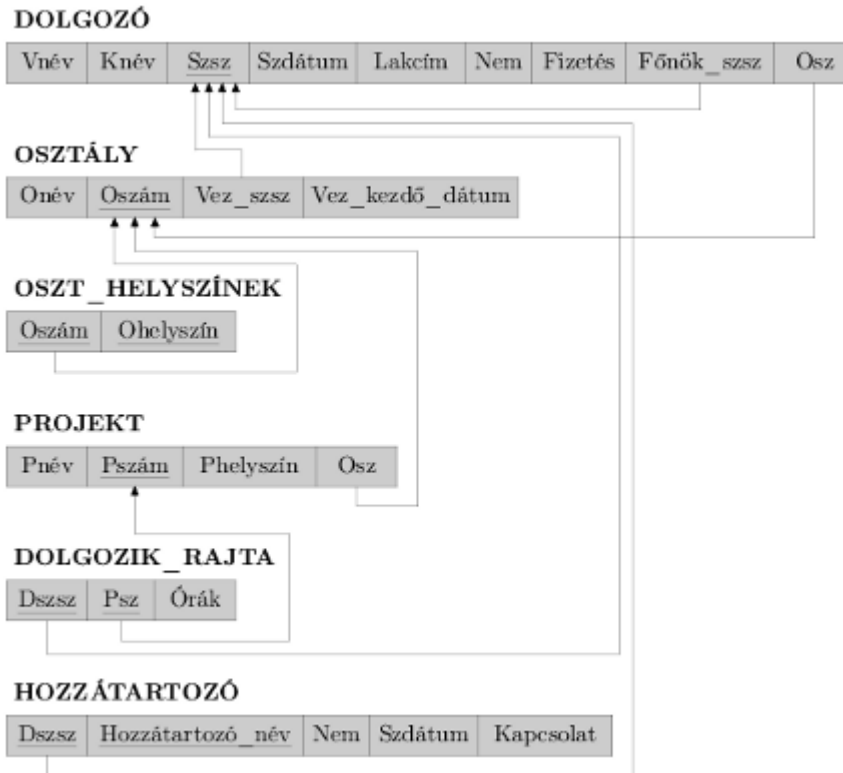 DOLGOZÓ
Vnév Knév Szsz Szdátum Lakcím Nem Fizetés Főnök_szsz Osz
OSZTÁLY
Onév Oszám Vez_szsz Vez_kezdő_dátum
OSZT_HELYSZÍNEK
Oszám Ohelyszín
PROJEKT
Pnév Pszám Phelyszín Osz
DOLGOZIK_RAJTA
Dszsz Psz Órák
HOZZÁTARTOZÓ
Dszsz Hozzátartozó_név Nem Szdátum Kapcsolat